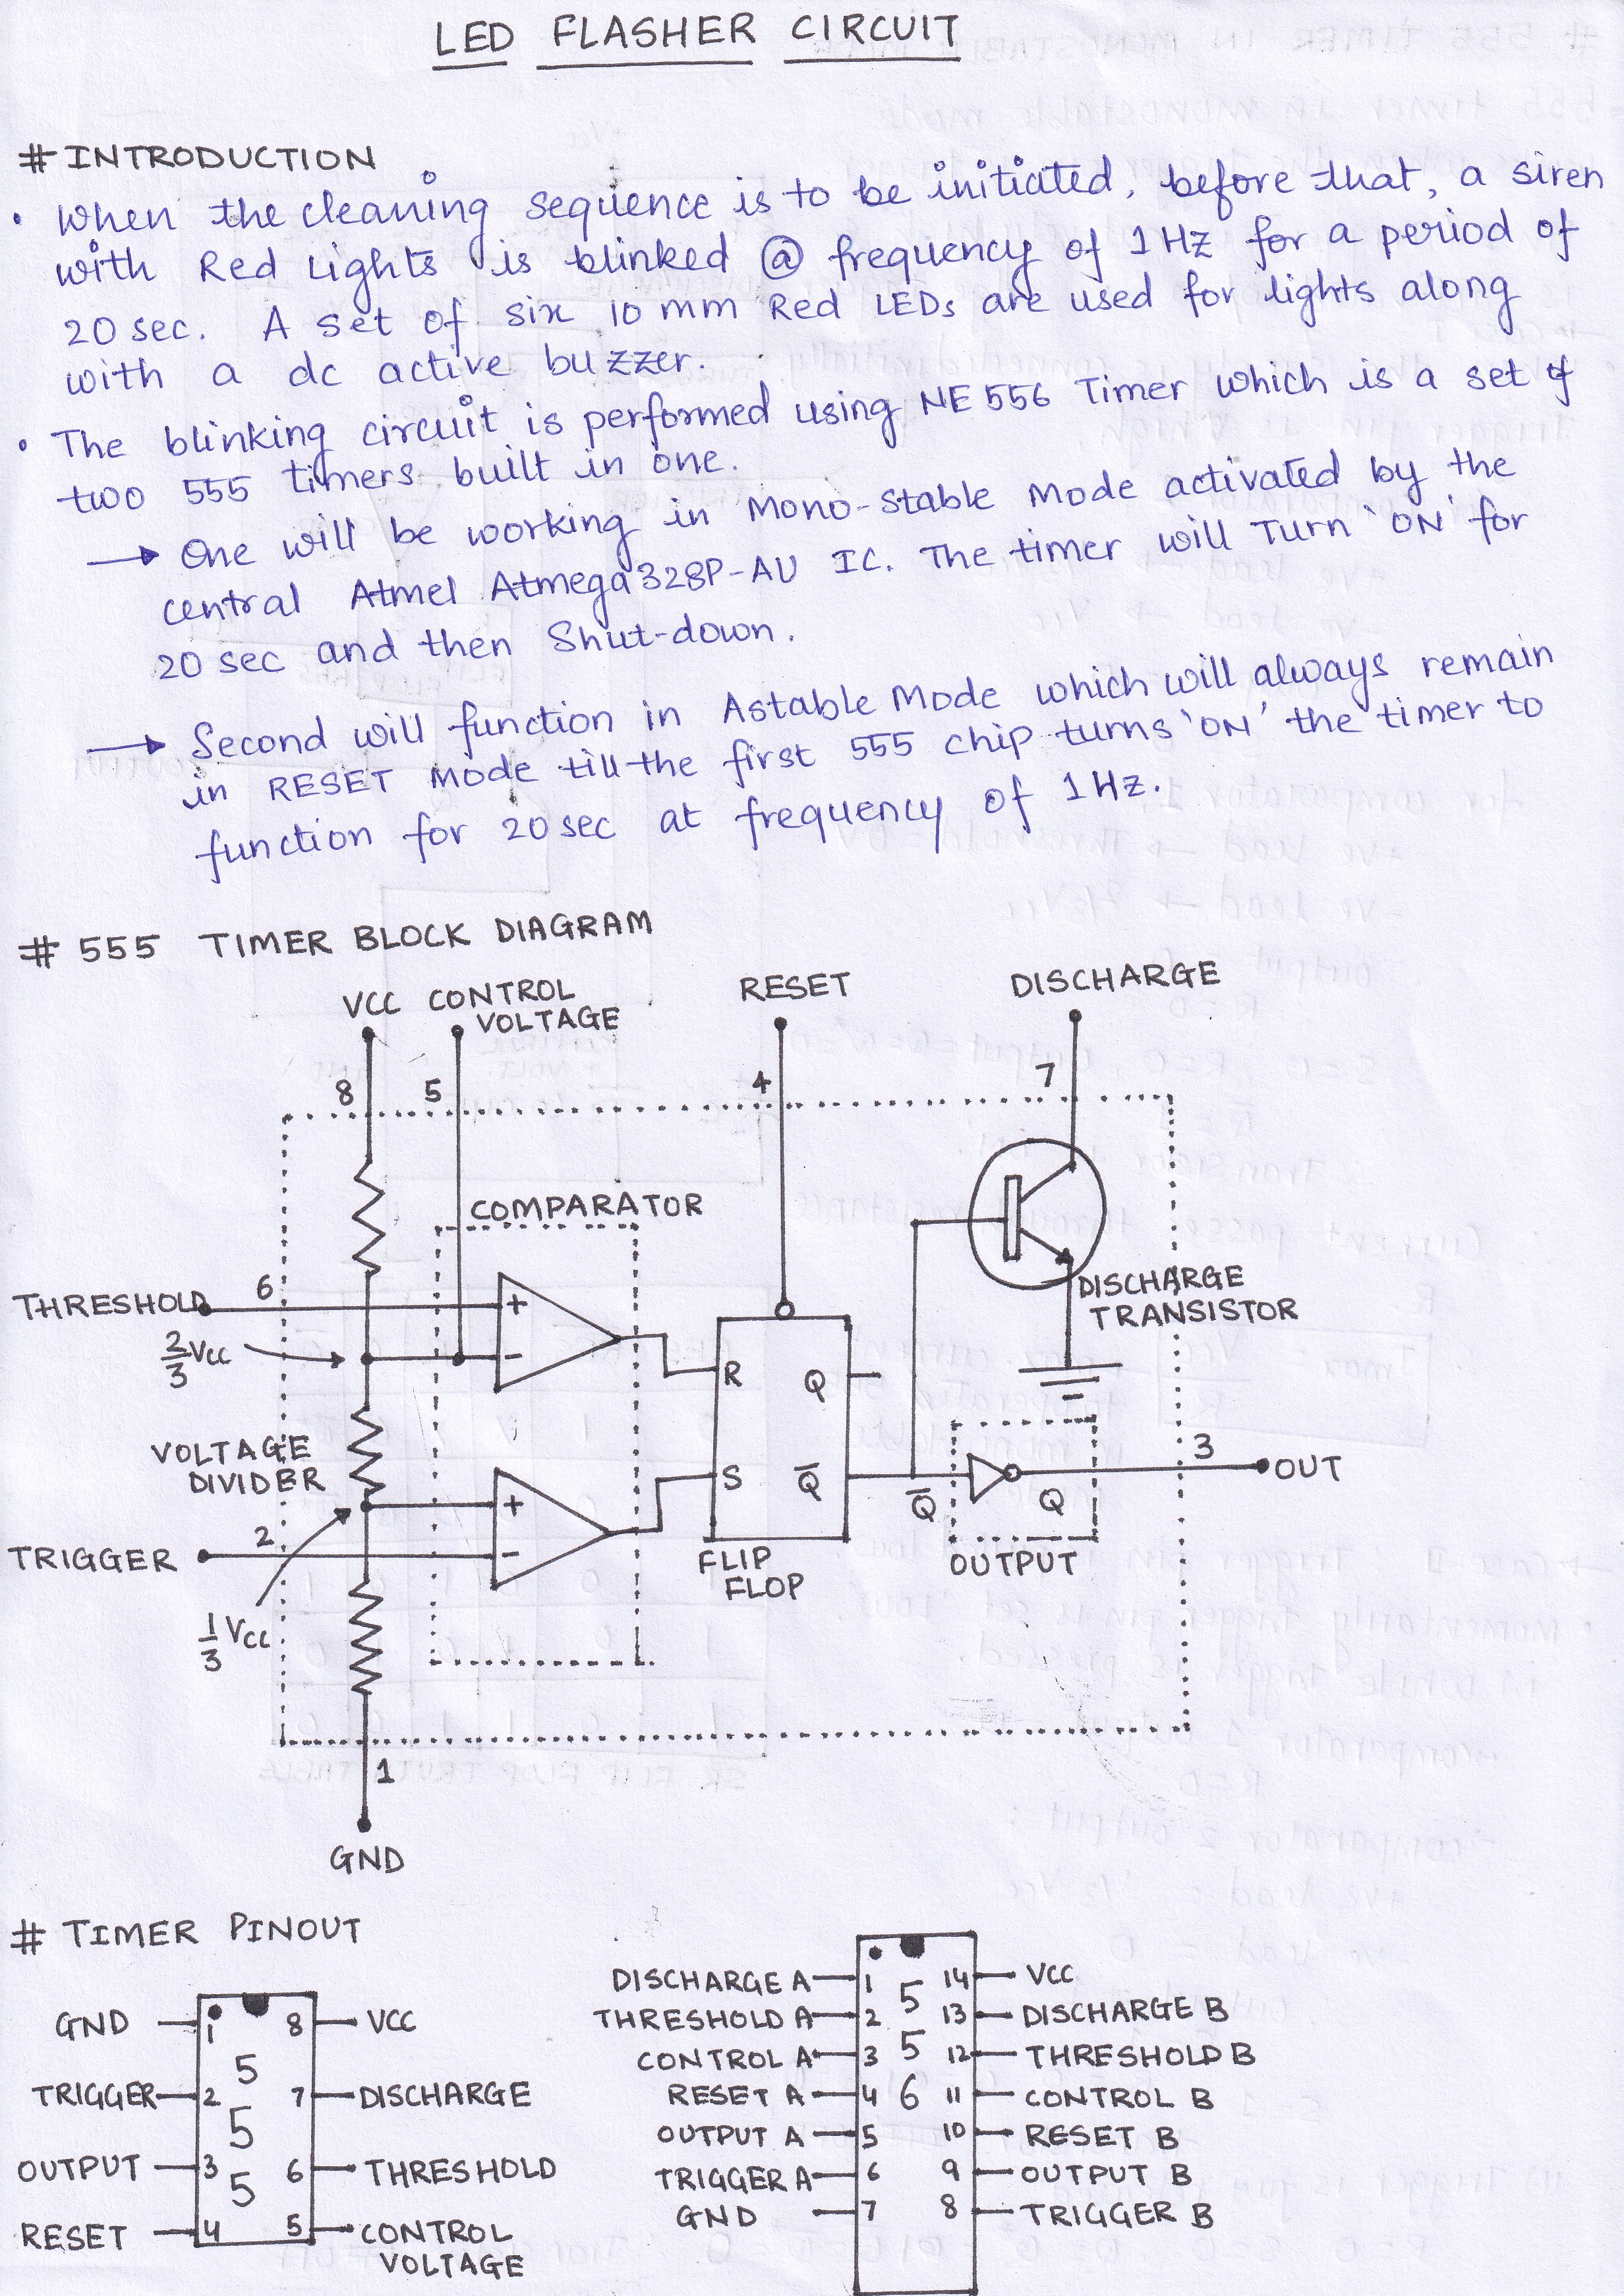 LED FLASHER CIRCUIT
# INTRODUCTION
• When the cleaning sequence is to be initiated, before that, a siren
with Red Lights is blinked @ frequency of 1Hz for a period of
20 sec. A set of six 10 mm Red LEDs are used for lights along
with a dc active buzzer.
• The blinking circuit is performed using NE556 Timer which is a set of
two 555 timers built in one.
→ One will be working in Mono-Stable Mode activated by the
central Atmel Atmega328P-AU IC. The timer will Turn 'ON' for
20 sec and then Shut-down.
→ Second will function in Astable Mode which will always remain
in RESET Mode till the first 555 chip turns 'ON' the timer to
function for 20 sec at frequency of 1Hz.
# 555 TIMER BLOCK DIAGRAM
VCC CONTROL VOLTAGE RESET DISCHARGE
8 5 4 7
COMPARATOR
THRESHOLD 6 +
DISCHARGE
TRANSISTOR
2/3 Vcc -
R Q
VOLTAGE
DIVIDER
+ S Q̅ Q̅ Q 3 OUT
TRIGGER 2 -
FLIP
FLOP
OUTPUT
1/3 Vcc
1
GND
# TIMER PINOUT
GND 1 8 VCC
5
TRIGGER 2 7 DISCHARGE
5
OUTPUT 3 6 THRESHOLD
5
RESET 4 5 CONTROL
VOLTAGE
DISCHARGE A 1 14 VCC
5
THRESHOLD A 2 13 DISCHARGE B
CONTROL A 3 5 12 THRESHOLD B
RESET A 4 6 11 CONTROL B
OUTPUT A 5 10 RESET B
TRIGGER A 6 9 OUTPUT B
GND 7 8 TRIGGER B